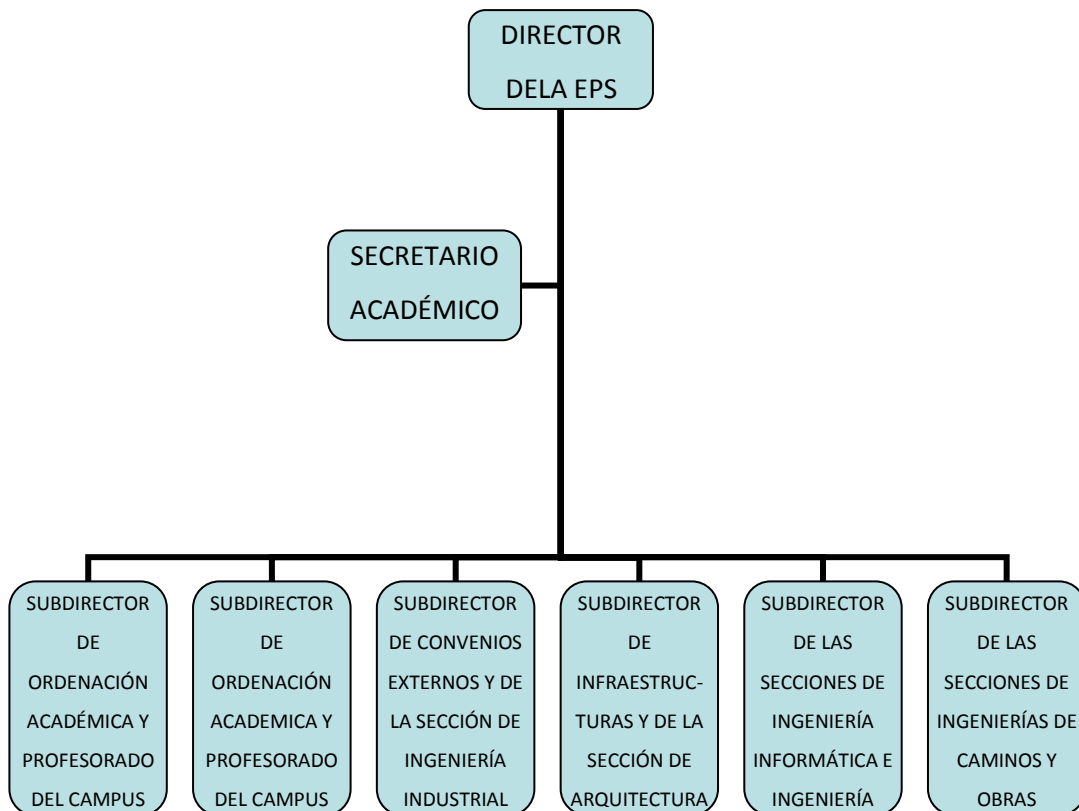 DIRECTOR
DELA EPS
SECRETARIO
ACADÉMICO
SUBDIRECTOR
DE
ORDENACIÓN
ACADÉMICA Y
PROFESORADO
DEL CAMPUS
SUBDIRECTOR
DE
ORDENACIÓN
ACADEMICA Y
PROFESORADO
DEL CAMPUS
SUBDIRECTOR
DE CONVENIOS
EXTERNOS Y DE
LA SECCIÓN DE
INGENIERÍA
INDUSTRIAL
SUBDIRECTOR
DE
INFRAESTRUC-
TURAS Y DE LA
SECCIÓN DE
ARQUITECTURA
SUBDIRECTOR
DE LAS
SECCIONES DE
INGENIERÍA
INFORMÁTICA E
INGENIERÍA
SUBDIRECTOR
DE LAS
SECCIONES DE
INGENIERÍAS DE
CAMINOS Y
OBRAS